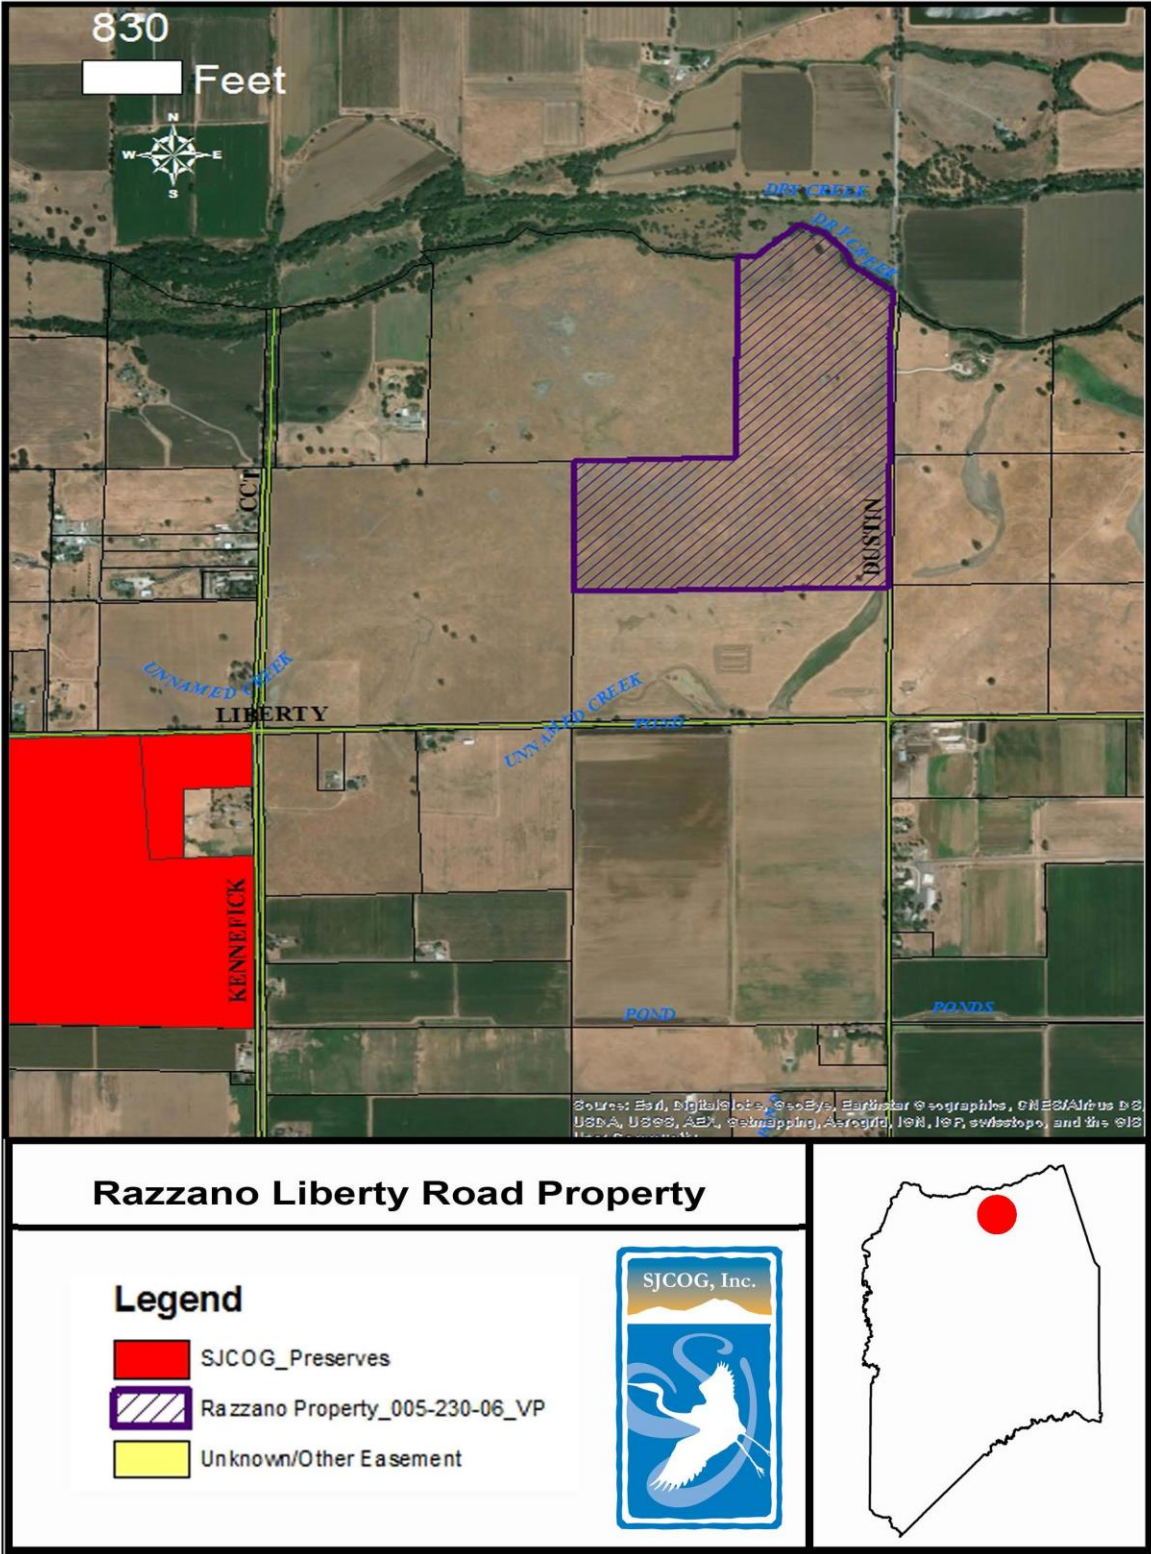 830
Feet
N
W E
S
DRY CREEK
DRY CREEK
CCT
DUSTIN
UNNAMED CREEK
LIBERTY
UNNAMED CREEK
POND
KENNEFICK
POND
PONDS
Source: Esri, DigitalGlobe, GeoEye, Earthstar Geographics, CNES/Airbus DS,
USDA, USGS, AEX, Getmapping, Aerogrid, IGN, IGP, swisstopo, and the GIS
User Community
Razzano Liberty Road Property
Legend
SJCOG_Preserves
Razzano Property_005-230-06_VP
Unknown/Other Easement
SJCOG, Inc.